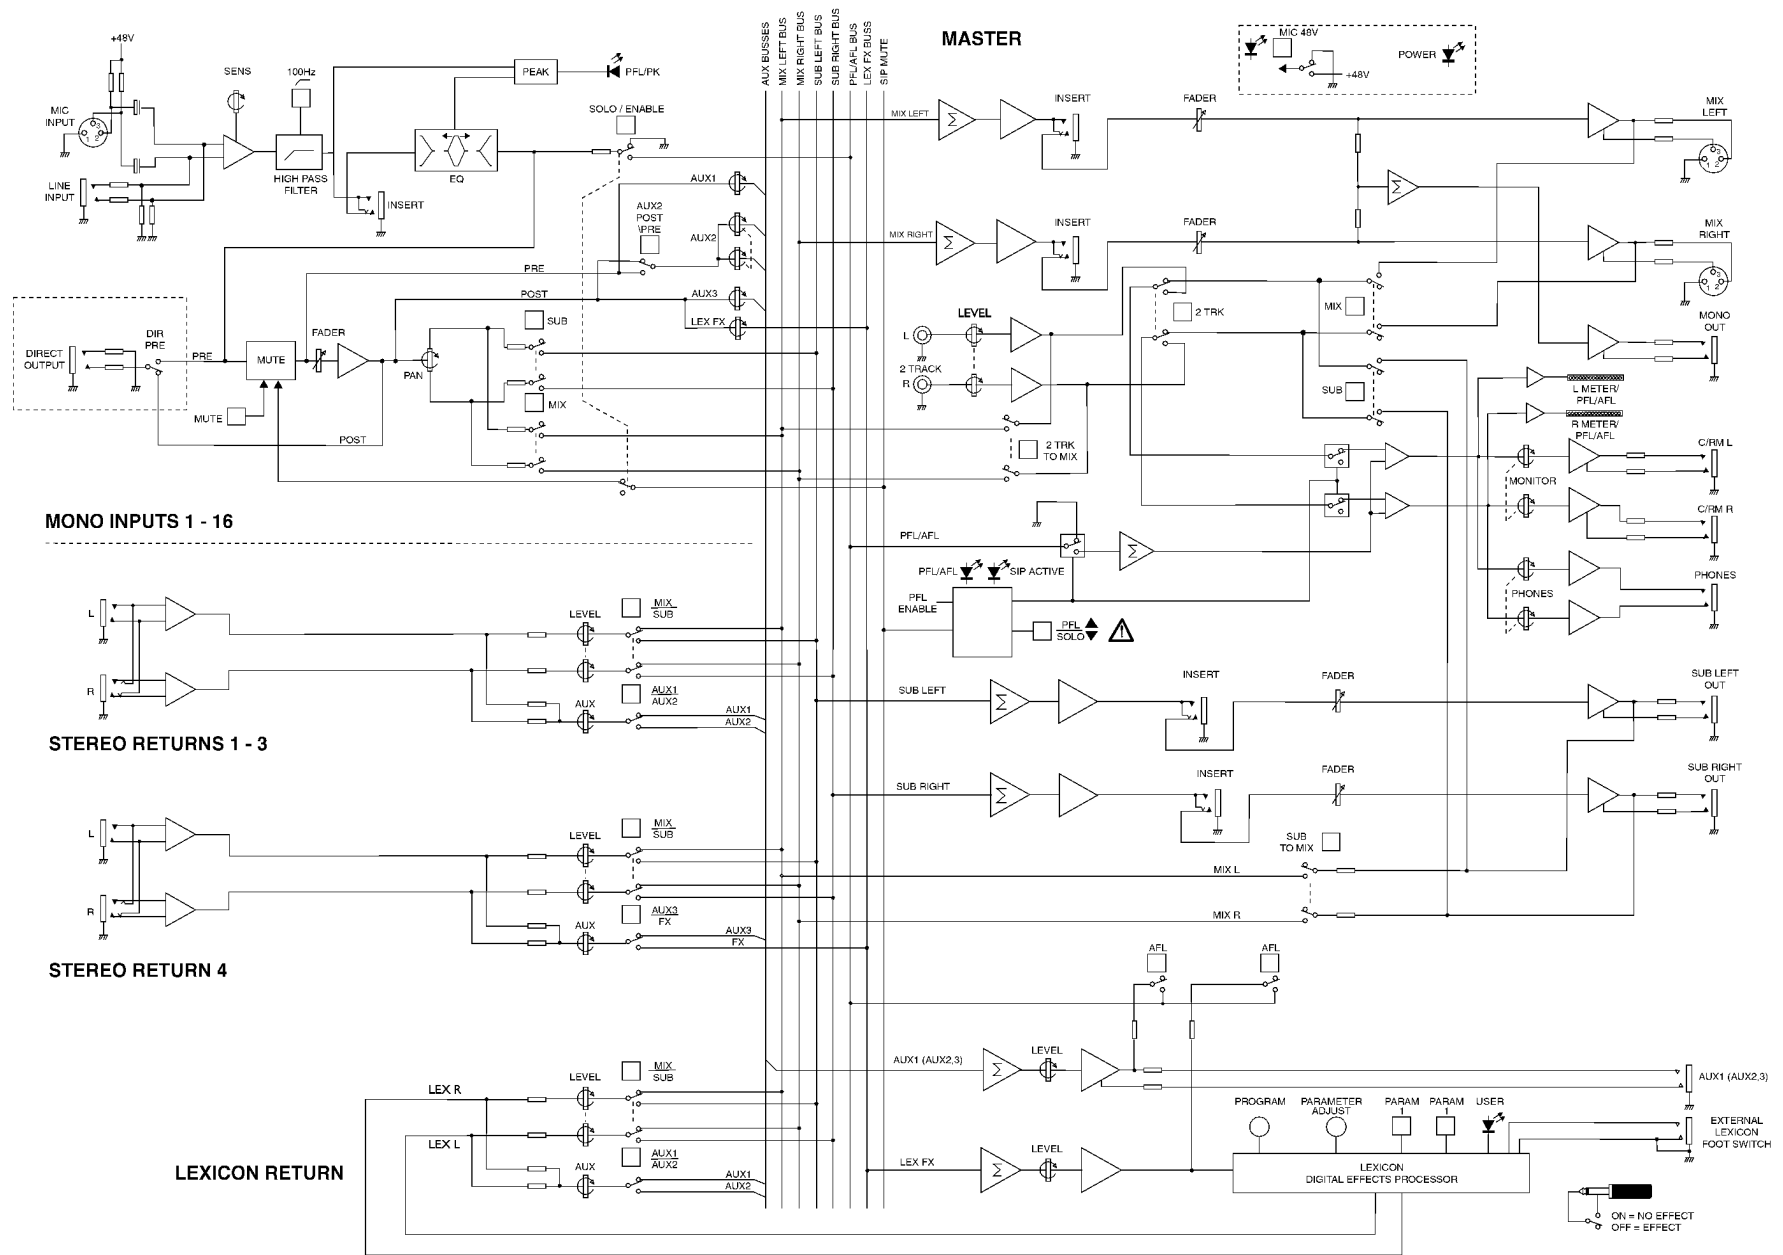 +48V
MIC
INPUT
3
1
2
LINE
INPUT
SENS
100Hz
HIGH PASS
FILTER
INSERT
PEAK
PFL/PK
EQ
SOLO / ENABLE
AUX1
AUX2
POST
\PRE
AUX2
AUX3
LEX FX
PRE
POST
DIRECT
OUTPUT
DIR
PRE
PRE
MUTE
MUTE
FADER
PAN
SUB
MIX
POST
MONO INPUTS 1 - 16
AUX BUSSES
MIX LEFT BUS
MIX RIGHT BUS
SUB LEFT BUS
SUB RIGHT BUS
PFL/AFL BUS
LEX FX BUSS
SIP MUTE
MASTER
MIC 48V
+48V
POWER
MIX LEFT
Σ
INSERT
FADER
MIX
LEFT
3
1
2
Σ
MIX RIGHT
Σ
INSERT
FADER
MIX
RIGHT
3
1
2
LEVEL
L
2 TRACK
R
2 TRK
MIX
SUB
2 TRK
TO MIX
MONO
OUT
L METER/
PFL/AFL
R METER/
PFL/AFL
C/RM L
MONITOR
C/RM R
PHONES
PHONES
PFL/AFL
Σ
PFL/AFL
SIP ACTIVE
PFL
ENABLE
PFL
SOLO
L
R
LEVEL
MIX
SUB
AUX
AUX1
AUX2
AUX1
AUX2
STEREO RETURNS 1 - 3
SUB LEFT
Σ
INSERT
FADER
SUB LEFT
OUT
SUB RIGHT
Σ
INSERT
FADER
SUB RIGHT
OUT
SUB
TO MIX
MIX L
MIX R
L
R
LEVEL
MIX
SUB
AUX
AUX3
FX
AUX3
FX
STEREO RETURN 4
AFL
AFL
AUX1 (AUX2,3)
Σ
LEVEL
AUX1 (AUX2,3)
LEX R
LEX L
LEVEL
MIX
SUB
AUX
AUX1
AUX2
AUX1
AUX2
LEXICON RETURN
LEX FX
Σ
LEVEL
PROGRAM
PARAMETER
ADJUST
PARAM
1
PARAM
1
USER
LEXICON
DIGITAL EFFECTS PROCESSOR
EXTERNAL
LEXICON
FOOT SWITCH
ON = NO EFFECT
OFF = EFFECT